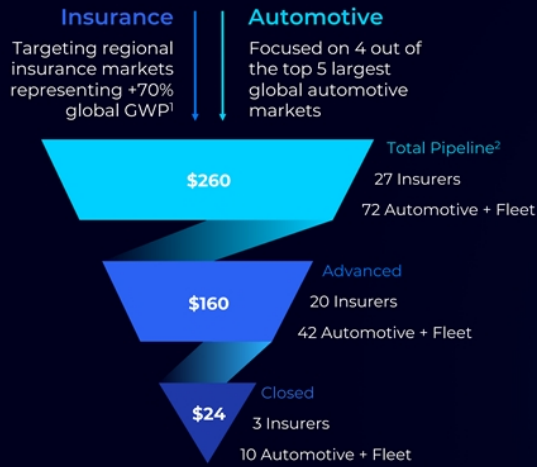 Insurance
Targeting regional
insurance markets
representing +70%
global GWP¹
Automotive
Focused on 4 out of
the top 5 largest
global automotive
markets
$260
Total Pipeline²
27 Insurers
72 Automotive + Fleet
$160
Advanced
20 Insurers
42 Automotive + Fleet
$24
Closed
3 Insurers
10 Automotive + Fleet